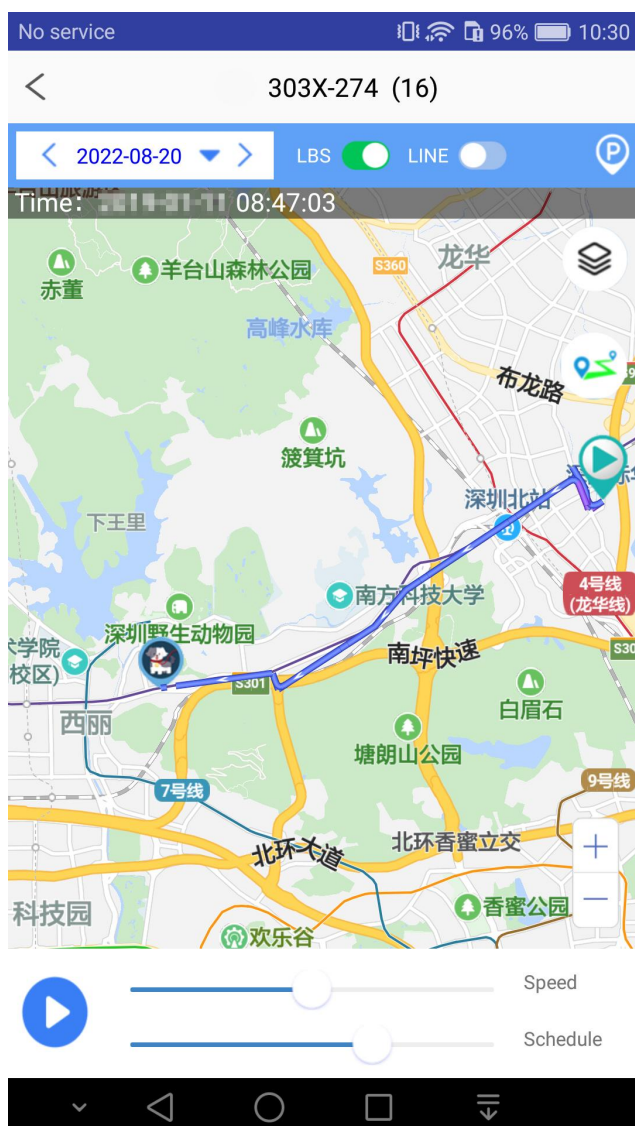 No service 96% 10:30
303X-274 (16)
2022-08-20 LBS LINE P
Time: 08:47:03
龙华
S360
羊台山森林公园
赤董
高峰水库
布龙路
簕箕坑
深圳北站
下王里
4号线
(龙华线)
南方科技大学
深圳野生动物园
学院
校区)
南坪快速
S30
S301
白眉石
西丽
塘朗山公园
7号线
9号线
北环大道
北环香蜜立交
+
科技园
香蜜公园
−
欢乐谷
Speed
Schedule